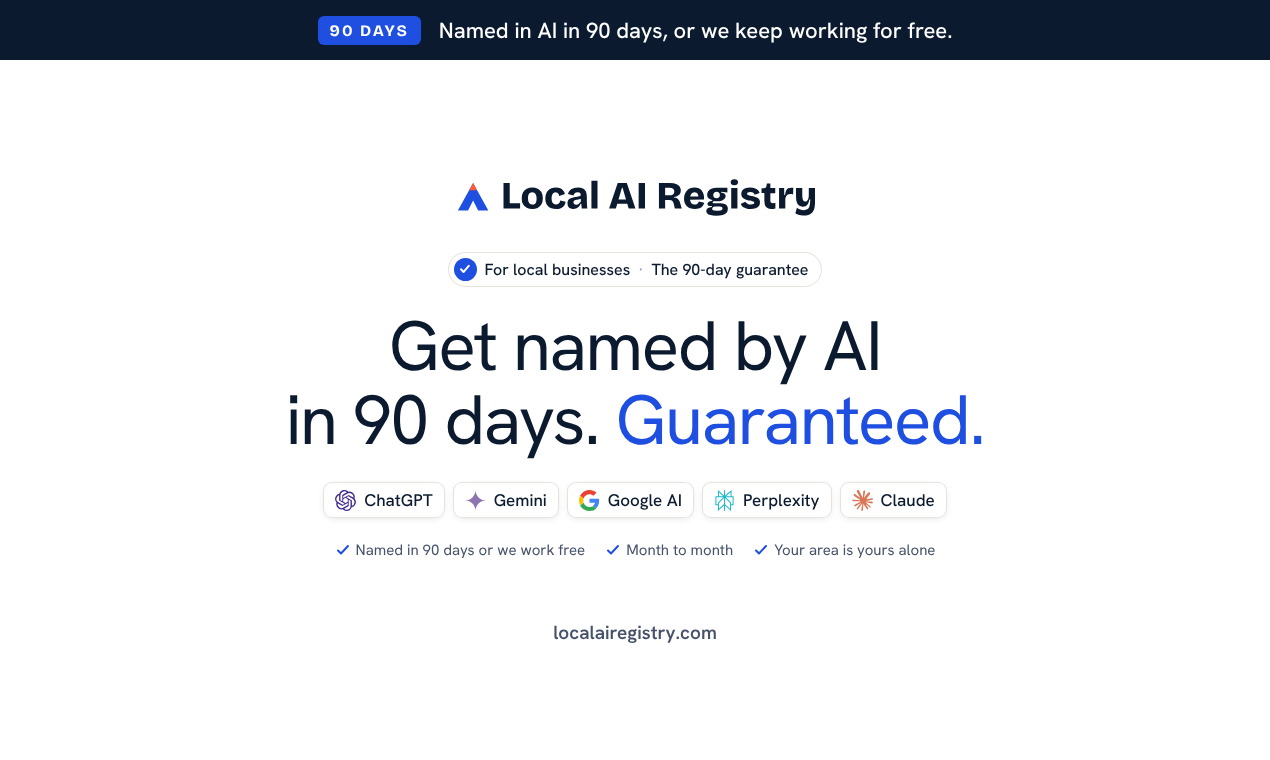 90 DAYS Named in AI in 90 days, or we keep working for free.
Local AI Registry
For local businesses · The 90-day guarantee
Get named by AI
in 90 days. Guaranteed.
ChatGPT Gemini Google AI Perplexity Claude
Named in 90 days or we work free Month to month Your area is yours alone
localairegistry.com